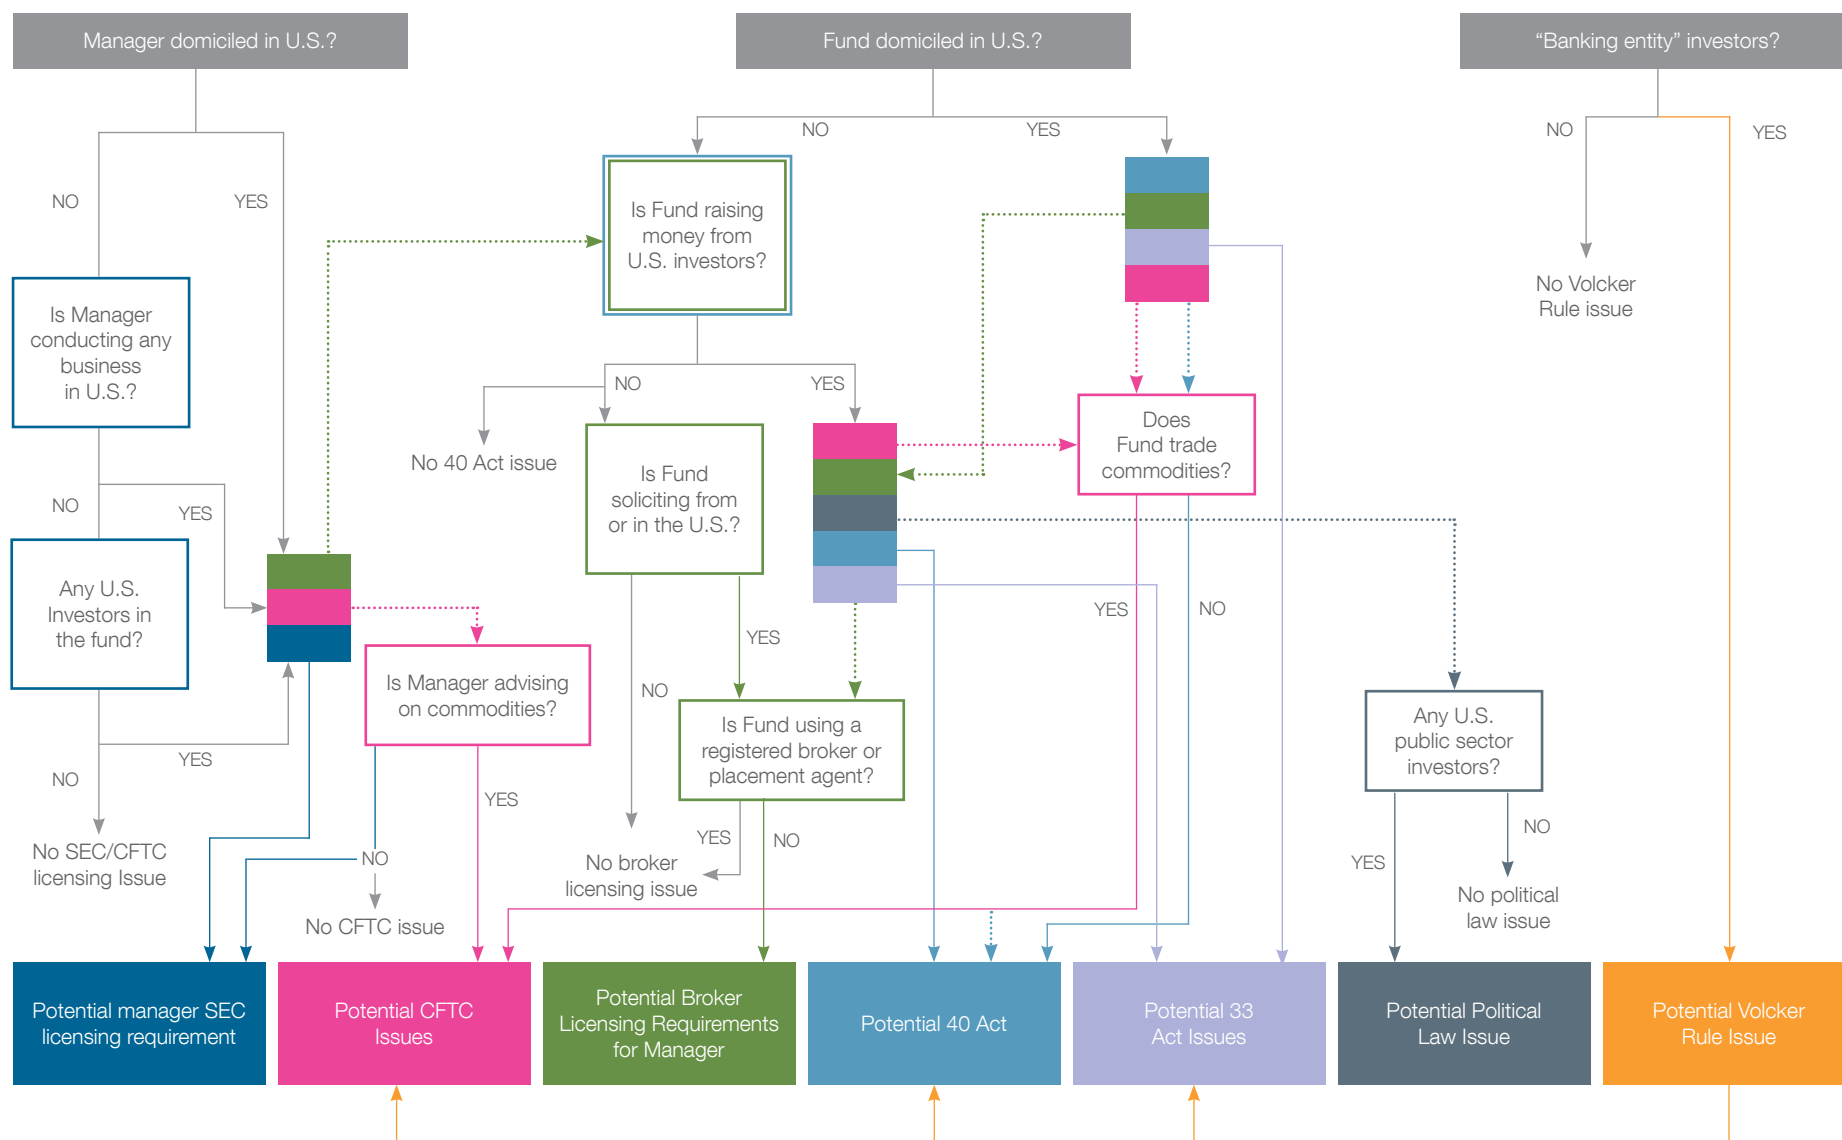 Manager domiciled in U.S.?
Fund domiciled in U.S.?
“Banking entity” investors?
NO
YES
NO
YES
NO
YES
Is Fund raising
money from
U.S. investors?
No Volcker
Rule issue
Is Manager
conducting any
business
in U.S.?
NO
YES
No 40 Act issue
Is Fund
soliciting from
or in the U.S.?
Does
Fund trade
commodities?
NO
YES
Any U.S.
Investors in
the fund?
YES
NO
YES
NO
Is Manager advising
on commodities?
Is Fund using a
registered broker or
placement agent?
Any U.S.
public sector
investors?
NO
YES
YES
YES
NO
YES
NO
No SEC/CFTC
licensing Issue
NO
No CFTC issue
No broker
licensing issue
No political
law issue
Potential manager SEC
licensing requirement
Potential CFTC
Issues
Potential Broker
Licensing Requirements
for Manager
Potential 40 Act
Potential 33
Act Issues
Potential Political
Law Issue
Potential Volcker
Rule Issue